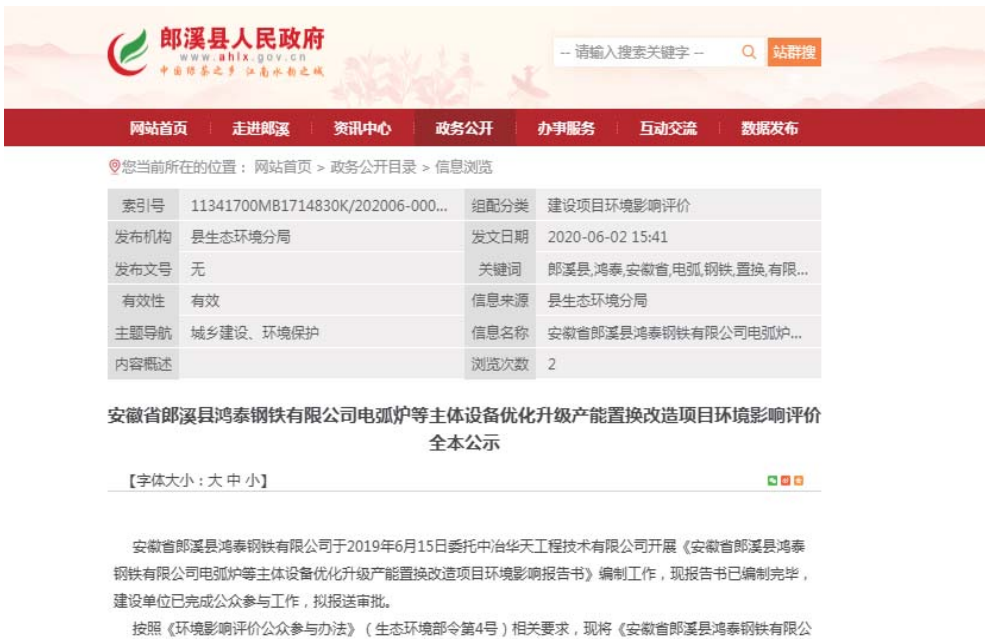 郎溪县人民政府
www.ahlx.gov.cn
中国绿茶之乡 江南水韵之城
-- 请输入搜索关键字 --
站群搜
网站首页 走进郎溪 资讯中心 政务公开 办事服务 互动交流 数据发布
您当前所在的位置： 网站首页 > 政务公开目录 > 信息浏览
索引号 11341700MB1714830K/202006-000... 组配分类 建设项目环境影响评价
发布机构 县生态环境分局 发文日期 2020-06-02 15:41
发布文号 无 关键词 郎溪县,鸿泰,安徽省,电弧,钢铁,置换,有限...
有效性 有效 信息来源 县生态环境分局
主题导航 城乡建设、环境保护 信息名称 安徽省郎溪县鸿泰钢铁有限公司电弧炉...
内容概述 浏览次数 2
安徽省郎溪县鸿泰钢铁有限公司电弧炉等主体设备优化升级产能置换改造项目环境影响评价
全本公示
【字体大小：大 中 小】
安徽省郎溪县鸿泰钢铁有限公司于2019年6月15日委托中冶华天工程技术有限公司开展《安徽省郎溪县鸿泰
钢铁有限公司电弧炉等主体设备优化升级产能置换改造项目环境影响报告书》编制工作，现报告书已编制完毕，
建设单位已完成公众参与工作，拟报送审批。
按照《环境影响评价公众参与办法》（生态环境部令第4号）相关要求，现将《安徽省郎溪县鸿泰钢铁有限公